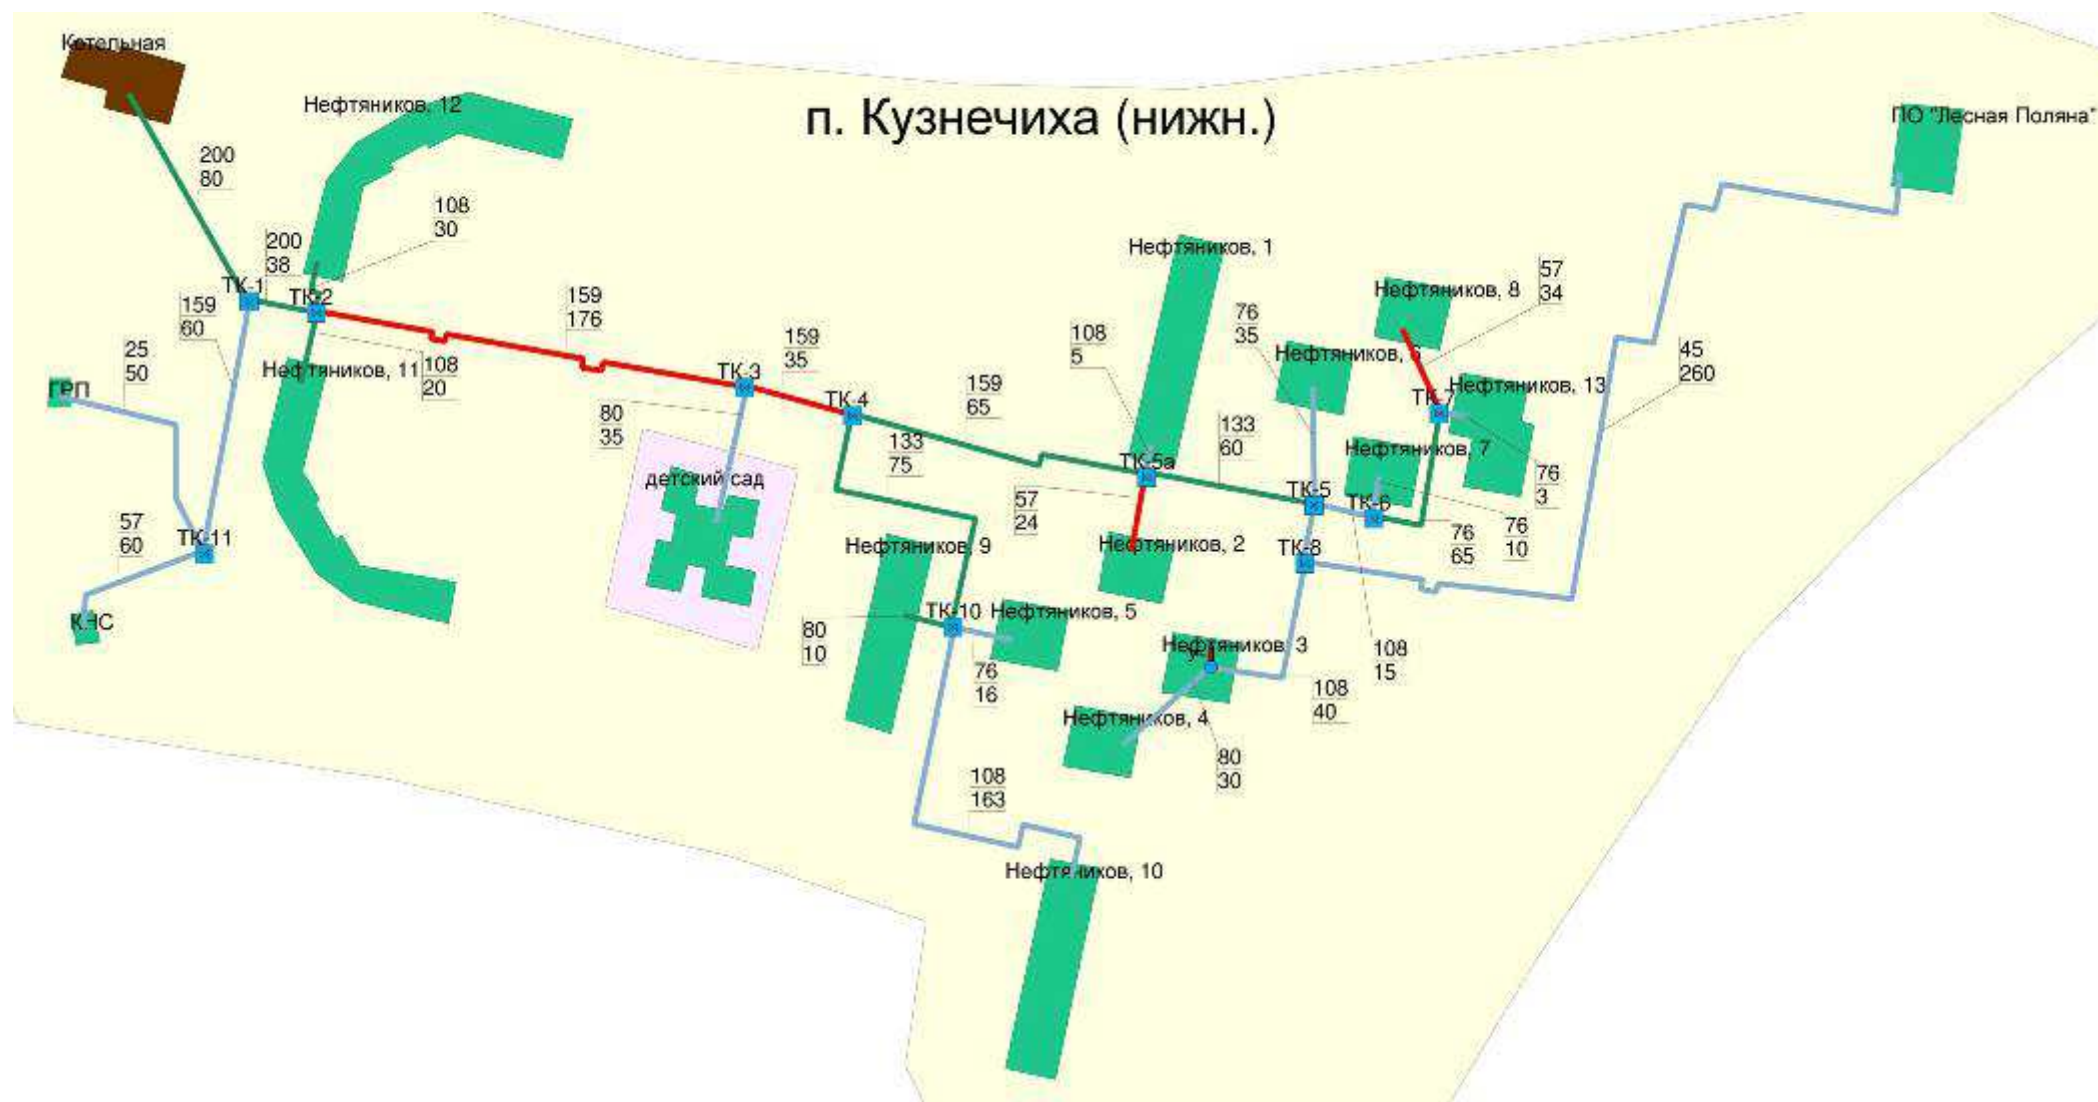 Котельная
Нефтяников, 12
п. Кузнечиха (нижн.)
ПО "Лесная Поляна"
200
80
108
30
200
38
ТК-1
ТК-2
159
60
159
176
Нефтяников, 1
Нефтяников, 8
57
34
76
35
108
5
159
35
ТК-3
ТК-4
25
50
ГРП
Нефтяников, 11
108
20
80
35
159
65
Нефтяников, 6
Нефтяников, 13
ТК-7
45
260
133
75
133
60
Нефтяников, 7
ТК-5а
детский сад
57
24
ТК-5
ТК-6
76
3
76
10
76
65
57
60
ТК-11
КНС
Нефтяников, 9
Нефтяников, 2
ТК-8
ТК-10
Нефтяников, 5
80
10
76
16
Нефтяников, 3
у
108
15
108
40
Нефтяников, 4
80
30
108
163
Нефтяников, 10